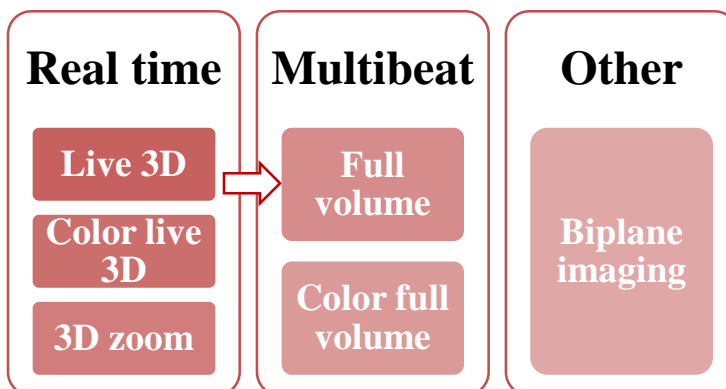 Real time
Live 3D
Color live
3D
3D zoom
Multibeat
Full
volume
Color full
volume
Other
Biplane
imaging